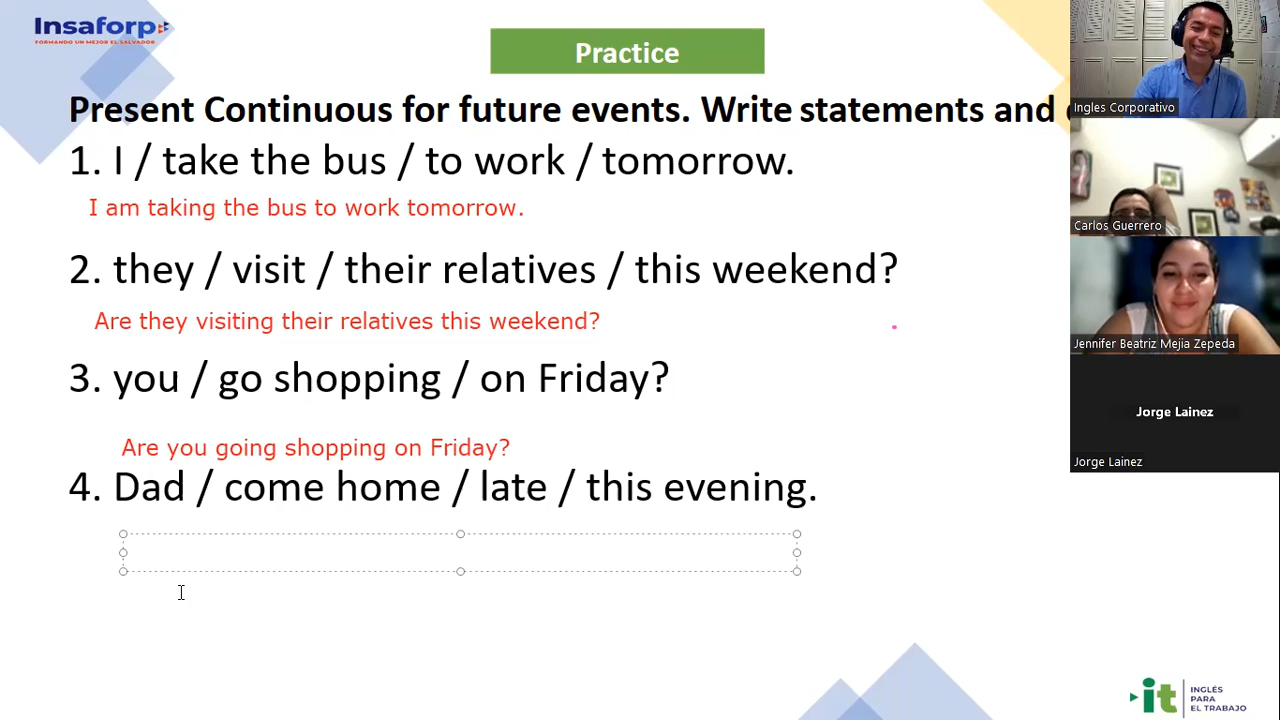 Insaforp
FORMANDO UN MEJOR EL SALVADOR
Practice
Present Continuous for future events. Write statements and
1. I / take the bus / to work / tomorrow.
I am taking the bus to work tomorrow.
2. they / visit / their relatives / this weekend?
Are they visiting their relatives this weekend?
3. you / go shopping / on Friday?
Are you going shopping on Friday?
4. Dad / come home / late / this evening.
Ingles Corporativo
Carlos Guerrero
Jennifer Beatriz Mejia Zepeda
Jorge Lainez
Jorge Lainez
it
INGLÉS
PARA
EL TRABAJO